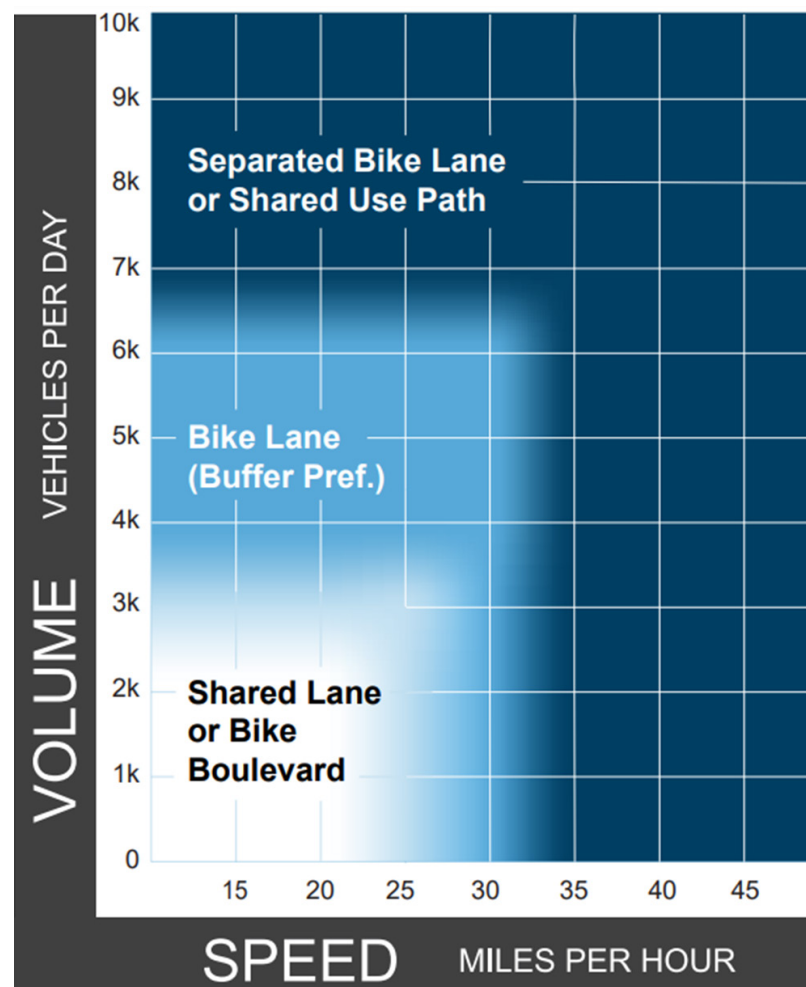 10k
9k
8k
7k
6k
5k
4k
3k
2k
1k
0
VOLUME VEHICLES PER DAY
Separated Bike Lane
or Shared Use Path
Bike Lane
(Buffer Pref.)
Shared Lane
or Bike
Boulevard
15 20 25 30 35 40 45
SPEED MILES PER HOUR